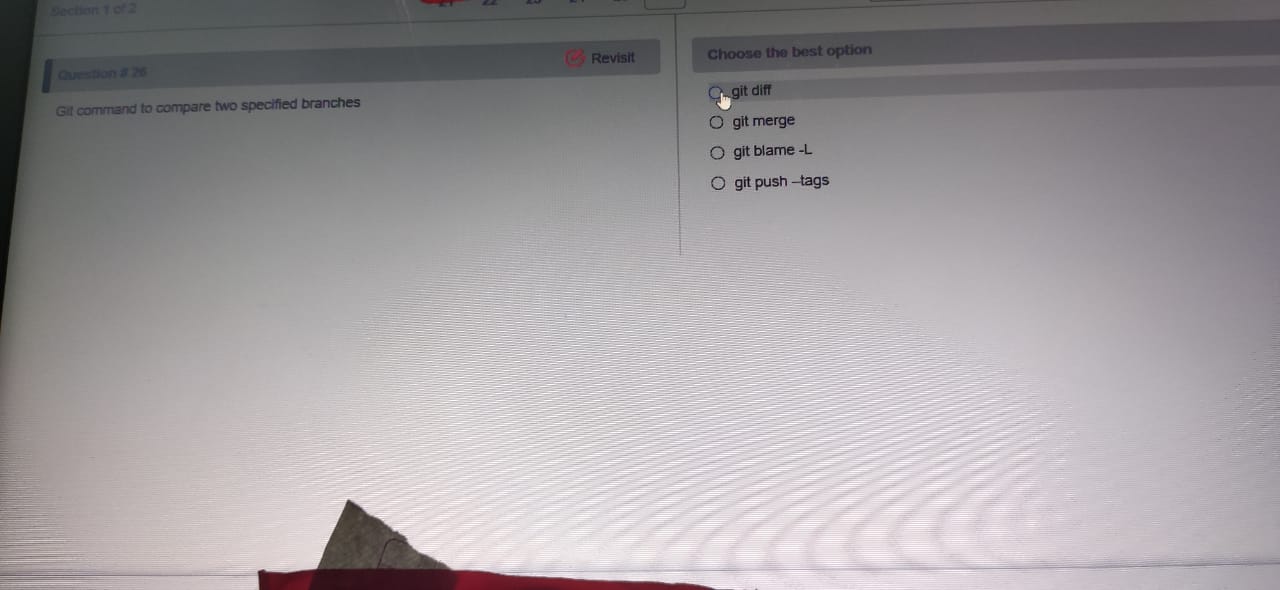 Section 1 of 2
22
Question # 26
Revisit
Git command to compare two specified branches
Choose the best option
git diff
git merge
git blame -L
git push –tags